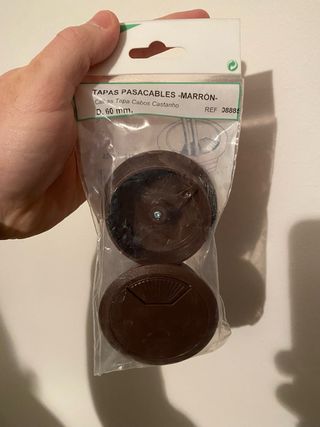 TAPAS PASACABLES -MARRÓN-
Caixas Tapa Cabos Castanho
D. 60 mm.
REF